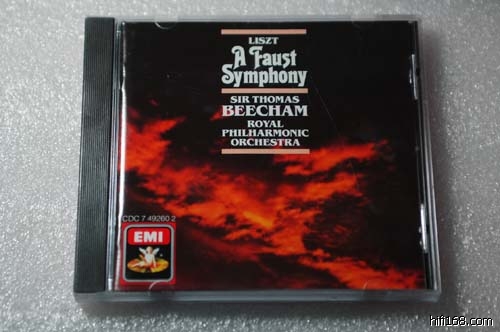 LISZT
A Faust
Symphony
SIR THOMAS
BEECHAM
ROYAL
PHILHARMONIC
ORCHESTRA
CDC 7 49260 2
EMI
hifi168.com